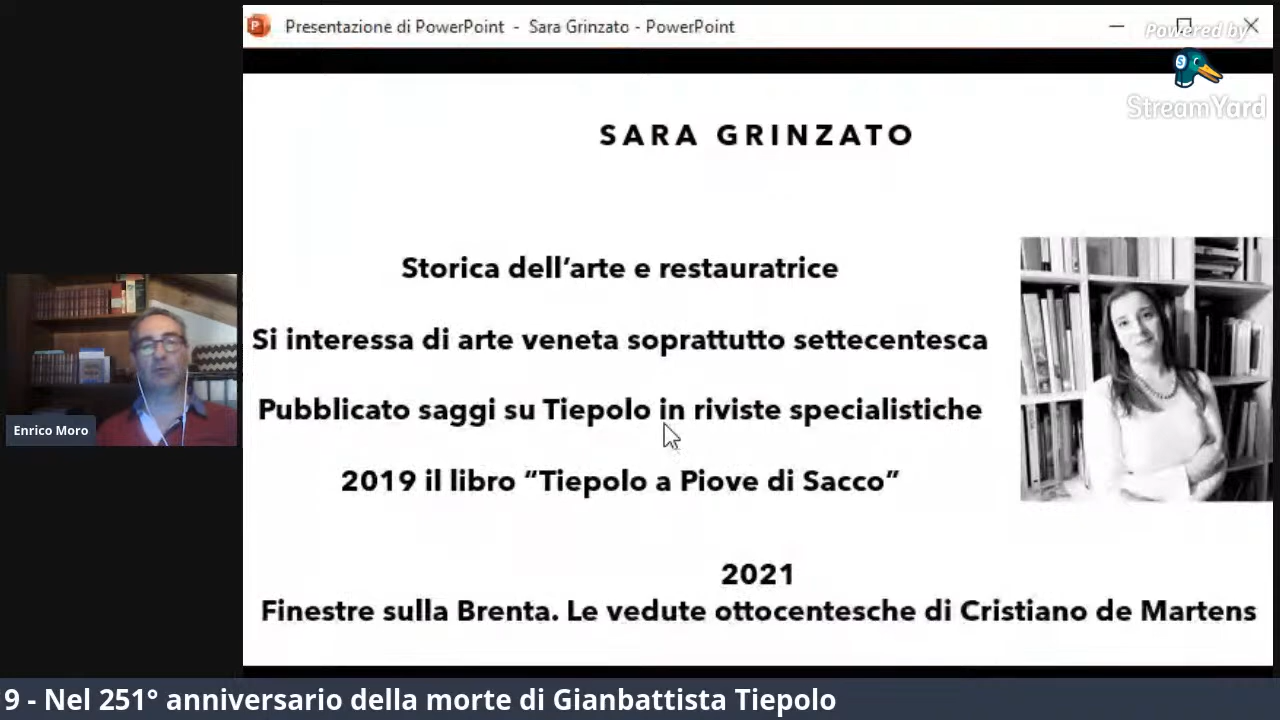 Presentazione di PowerPoint - Sara Grinzato - PowerPoint
Powered by
StreamYard
SARA GRINZATO
Storica dell'arte e restauratrice
Si interessa di arte veneta soprattutto settecentesca
Pubblicato saggi su Tiepolo in riviste specialistiche
2019 il libro “Tiepolo a Piove di Sacco”
2021
Finestre sulla Brenta. Le vedute ottocentesche di Cristiano de Martens
Enrico Moro
9 - Nel 251° anniversario della morte di Gianbattista Tiepolo